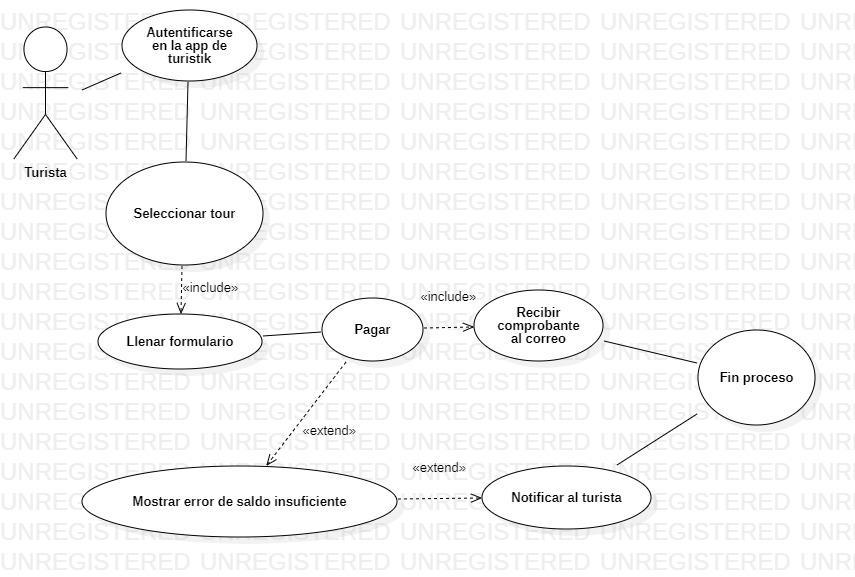 Autentificarse
en la app de
turistik
Turista
Seleccionar tour
«include»
Llenar formulario
Pagar
«include»
Recibir
comprobante
al correo
Fin proceso
«extend»
Mostrar error de saldo insuficiente
«extend»
Notificar al turista
UNREGISTERED